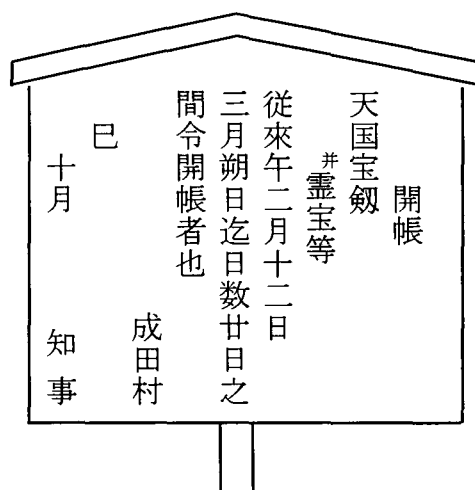 開帳
天国宝剱
并霊宝等
従來午二月十二日
三月朔日迄日数廿日之
間令開帳者也
成田村
巳
十月
知事